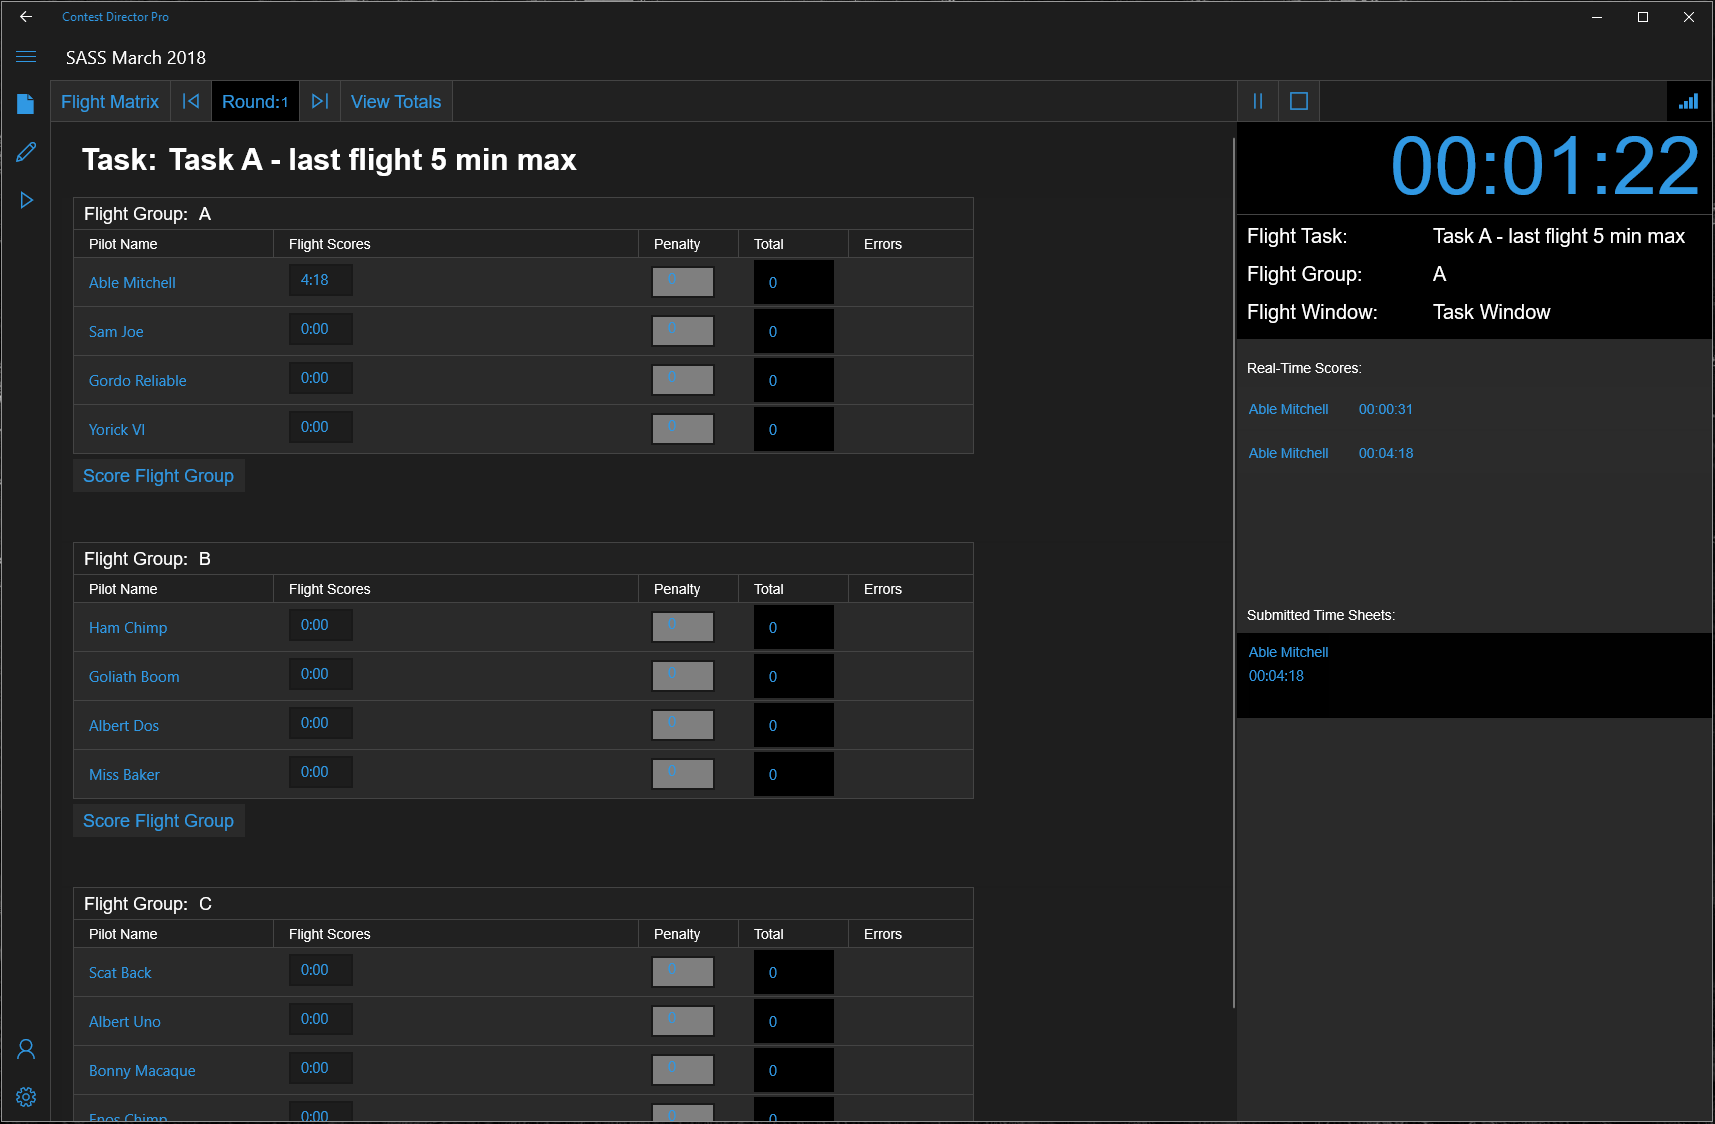 Contest Director Pro
SASS March 2018
Flight Matrix Round:1 View Totals
Task: Task A - last flight 5 min max
Flight Group: A
Pilot Name Flight Scores Penalty Total Errors
Able Mitchell 4:18 0 0
Sam Joe 0:00 0 0
Gordo Reliable 0:00 0 0
Yorick VI 0:00 0 0
Score Flight Group
Flight Group: B
Pilot Name Flight Scores Penalty Total Errors
Ham Chimp 0:00 0 0
Goliath Boom 0:00 0 0
Albert Dos 0:00 0 0
Miss Baker 0:00 0 0
Score Flight Group
Flight Group: C
Pilot Name Flight Scores Penalty Total Errors
Scat Back 0:00 0 0
Albert Uno 0:00 0 0
Bonny Macaque 0:00 0 0
Enos Chimp 0:00 0 0
00:01:22
Flight Task: Task A - last flight 5 min max
Flight Group: A
Flight Window: Task Window
Real-Time Scores:
Able Mitchell 00:00:31
Able Mitchell 00:04:18
Submitted Time Sheets:
Able Mitchell
00:04:18